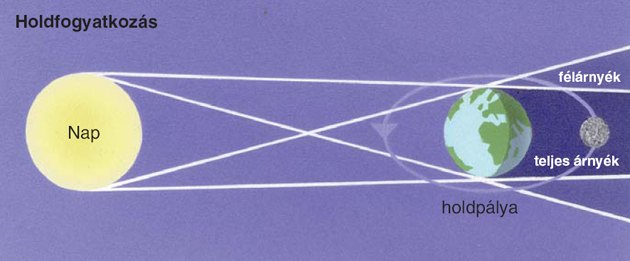 Holdfogyatkozás
félárnyék
Nap
teljes árnyék
holdpálya